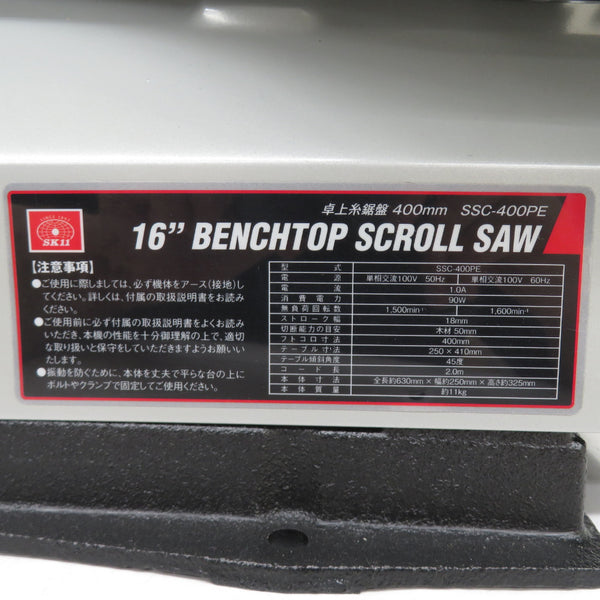 卓上糸鋸盤 400mm SSC-400PE
SINCE 1965
SK11
16” BENCHTOP SCROLL SAW
【注意事項】
●ご使用に際しましては、必ず機体をアース(接地)し
てください。詳しくは、付属の取扱説明書をお読み
ください。
●ご使用前に必ず付属の取扱説明書をよくお読みい
ただき、本機の性能を十分御理解の上で、適切
な取り扱いと保守をしていただきますようお願いい
たします。
●振動を防ぐために、本体を丈夫で平らな台の上に
ボルトやクランプで固定してご使用ください。
型式 SSC-400PE
電源 単相交流100V 50Hz 単相交流100V 60Hz
電流 1.0A
消費電力 90W
無負荷回転数 1,500min⁻¹ 1,600min⁻¹
ストローク幅 18mm
切断能力の目安 木材 50mm
フトコロ寸法 400mm
テーブル寸法 250×410mm
テーブル傾斜角度 45度
コード長 2.0m
本体寸法 全長約630mm×幅約250mm×高さ約325mm
本体質量 約11kg